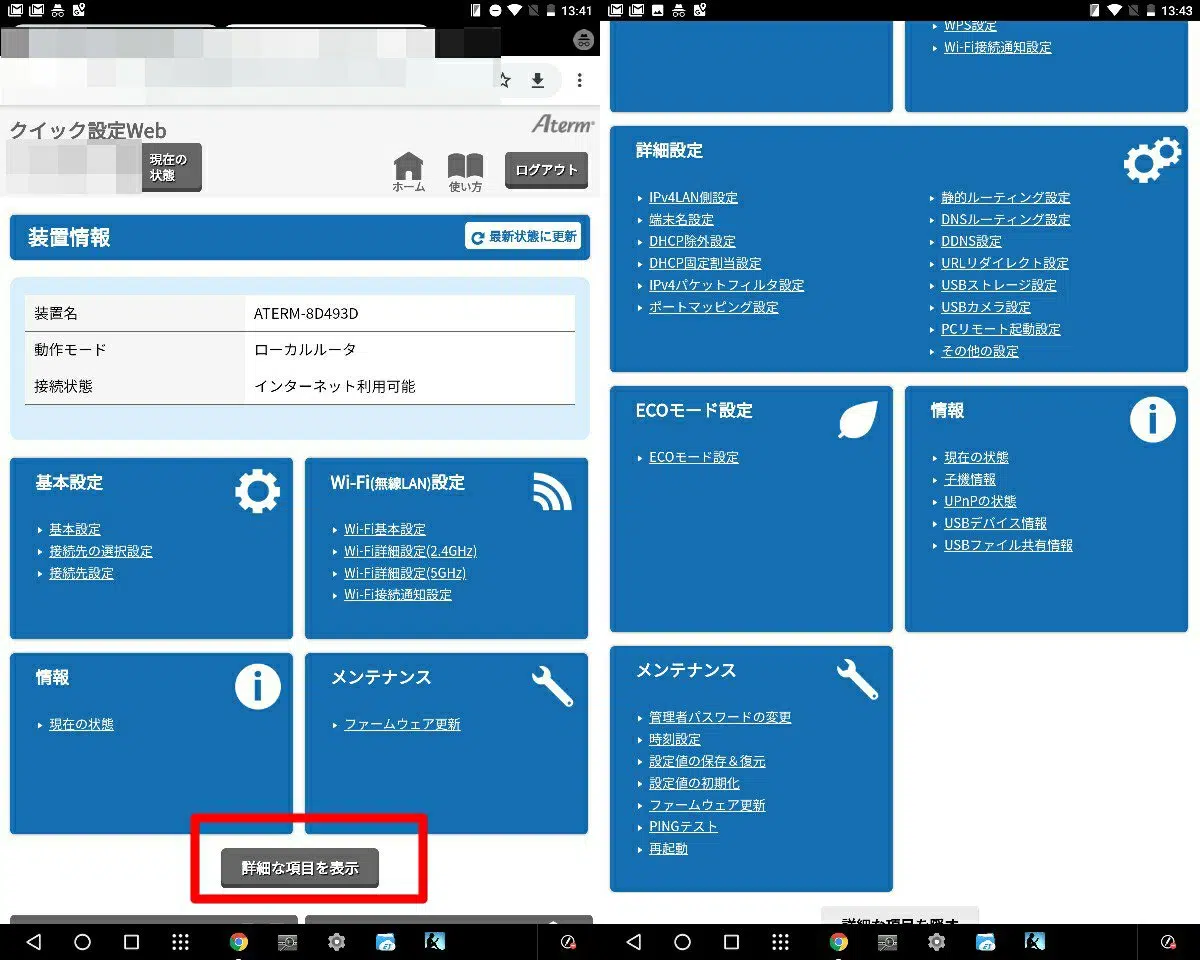 13:41
クイック設定Web
Aterm
現在の
状態
ホーム
使い方
ログアウト
装置情報
最新状態に更新
装置名
ATERM-8D493D
動作モード
ローカルルータ
接続状態
インターネット利用可能
基本設定
基本設定
接続先の選択設定
接続先設定
Wi-Fi(無線LAN)設定
Wi-Fi基本設定
Wi-Fi詳細設定(2.4GHz)
Wi-Fi詳細設定(5GHz)
Wi-Fi接続通知設定
情報
現在の状態
メンテナンス
ファームウェア更新
詳細な項目を表示
13:43
WPS設定
Wi-Fi接続通知設定
詳細設定
IPv4LAN側設定
端末名設定
DHCP除外設定
DHCP固定割当設定
IPv4パケットフィルタ設定
ポートマッピング設定
静的ルーティング設定
DNSルーティング設定
DDNS設定
URLリダイレクト設定
USBストレージ設定
USBカメラ設定
PCリモート起動設定
その他の設定
ECOモード設定
ECOモード設定
情報
現在の状態
子機情報
UPnPの状態
USBデバイス情報
USBファイル共有情報
メンテナンス
管理者パスワードの変更
時刻設定
設定値の保存＆復元
設定値の初期化
ファームウェア更新
PINGテスト
再起動
詳細な項目を隠す